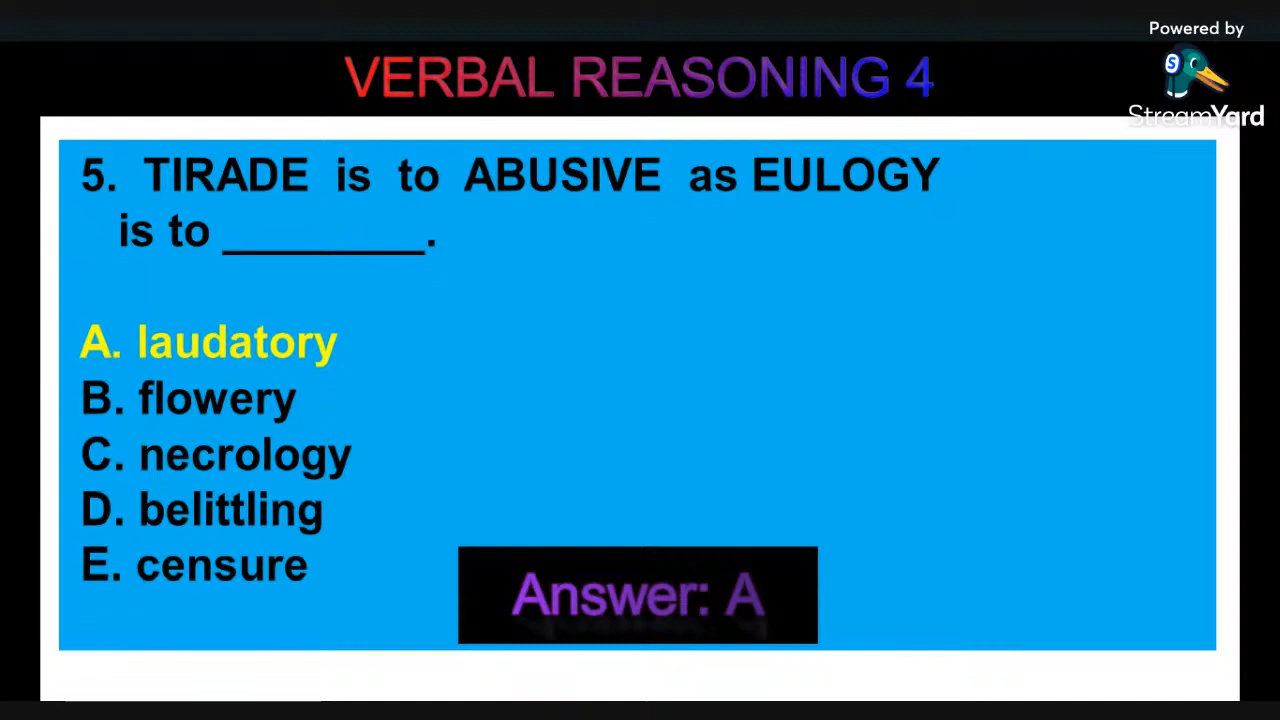 Powered by
StreamYard
VERBAL REASONING 4
5. TIRADE is to ABUSIVE as EULOGY
is to ________.
A. laudatory
B. flowery
C. necrology
D. belittling
E. censure
Answer: A